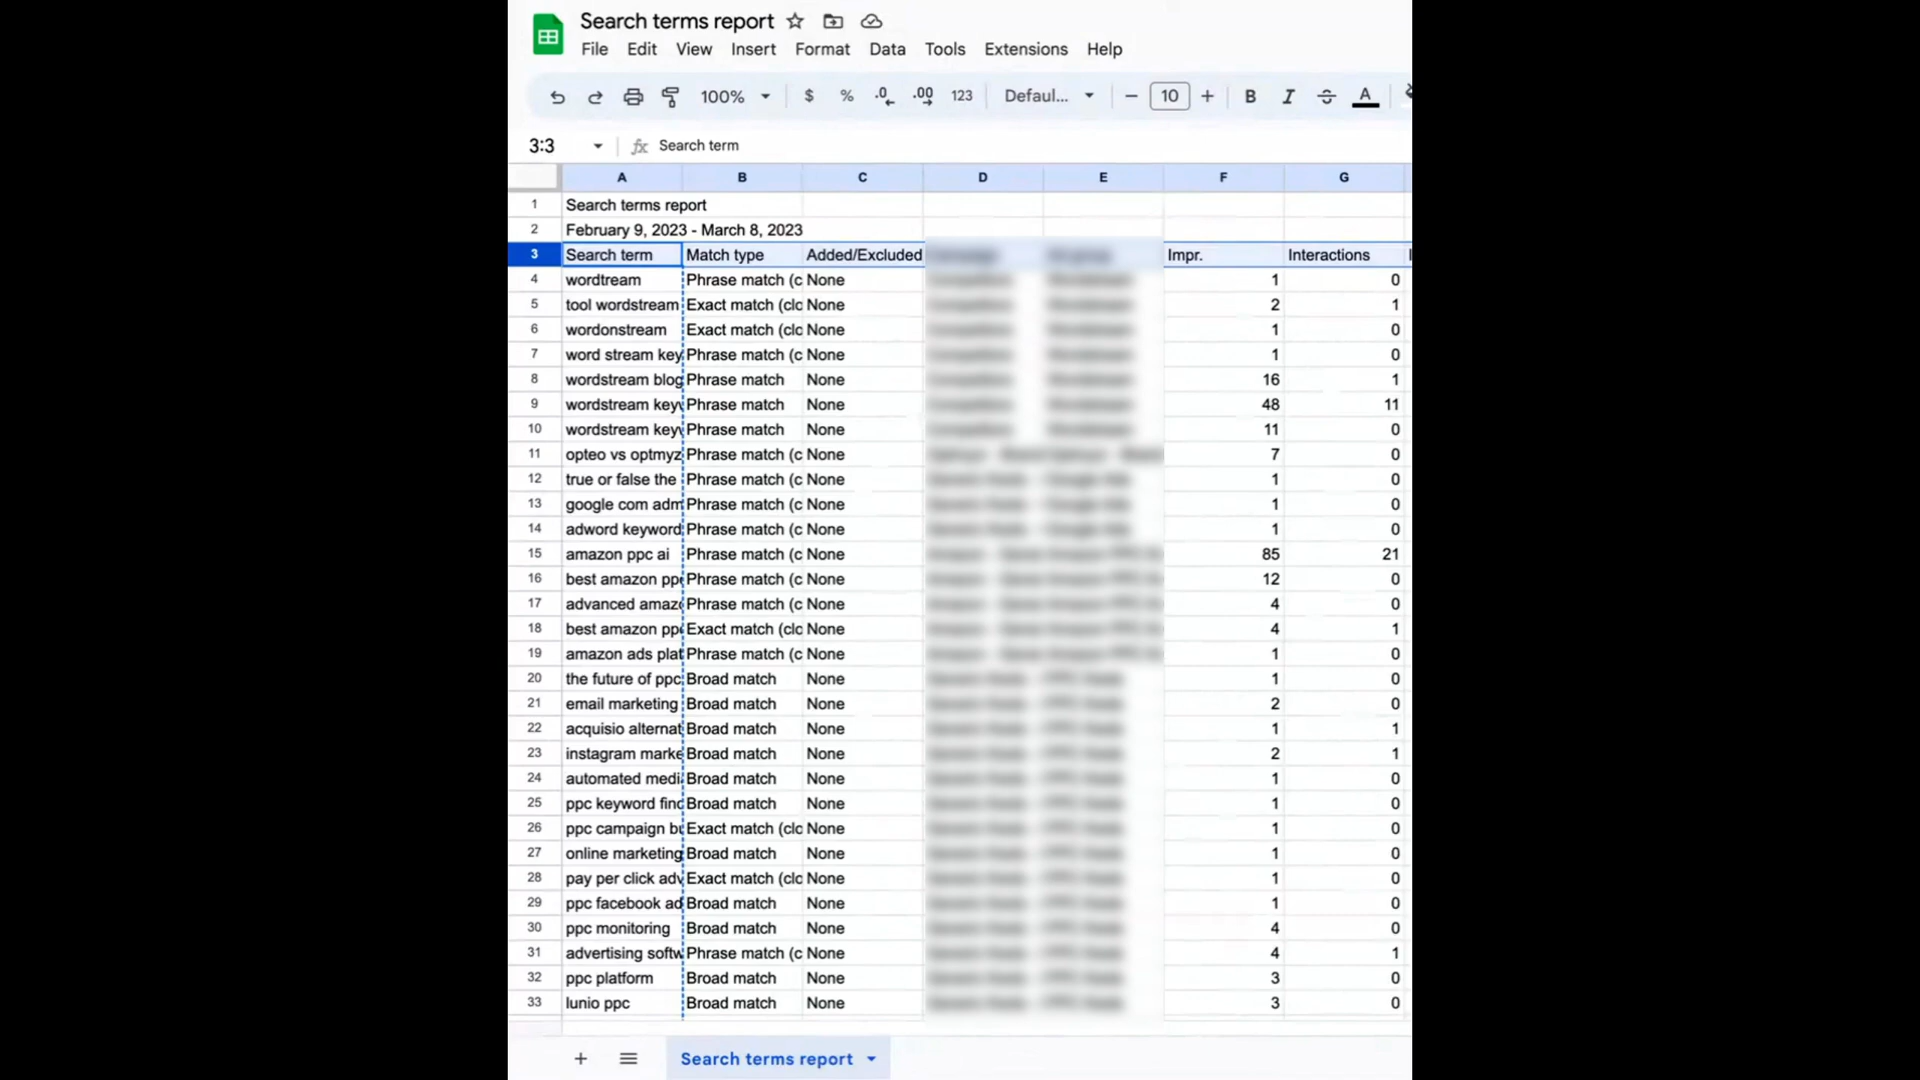 Search terms report
File Edit View Insert Format Data Tools Extensions Help
100% $ % .0 .00 123 Defaul... 10 B I A
3:3 fx Search term
A B C D E F G
1 Search terms report
2 February 9, 2023 - March 8, 2023
3 Search term Match type Added/Excluded Impr. Interactions
4 wordtream Phrase match (c None 1 0
5 tool wordstream Exact match (clo None 2 1
6 wordonstream Exact match (clo None 1 0
7 word stream key Phrase match (c None 1 0
8 wordstream blog Phrase match None 16 1
9 wordstream keyw Phrase match None 48 11
10 wordstream keyw Phrase match None 11 0
11 opteo vs optmyz Phrase match (c None 7 0
12 true or false the Phrase match (c None 1 0
13 google com adm Phrase match (c None 1 0
14 adword keyword Phrase match (c None 1 0
15 amazon ppc ai Phrase match (c None 85 21
16 best amazon ppc Phrase match (c None 12 0
17 advanced amazo Phrase match (c None 4 0
18 best amazon ppc Exact match (clo None 4 1
19 amazon ads plat Phrase match (c None 1 0
20 the future of ppc Broad match None 1 0
21 email marketing Broad match None 2 0
22 acquisio alternat Broad match None 1 1
23 instagram marke Broad match None 2 1
24 automated medi Broad match None 1 0
25 ppc keyword find Broad match None 1 0
26 ppc campaign bu Exact match (clo None 1 0
27 online marketing Broad match None 1 0
28 pay per click adv Exact match (clo None 1 0
29 ppc facebook ad Broad match None 1 0
30 ppc monitoring Broad match None 4 0
31 advertising softw Phrase match (c None 4 1
32 ppc platform Broad match None 3 0
33 lunio ppc Broad match None 3 0
Search terms report